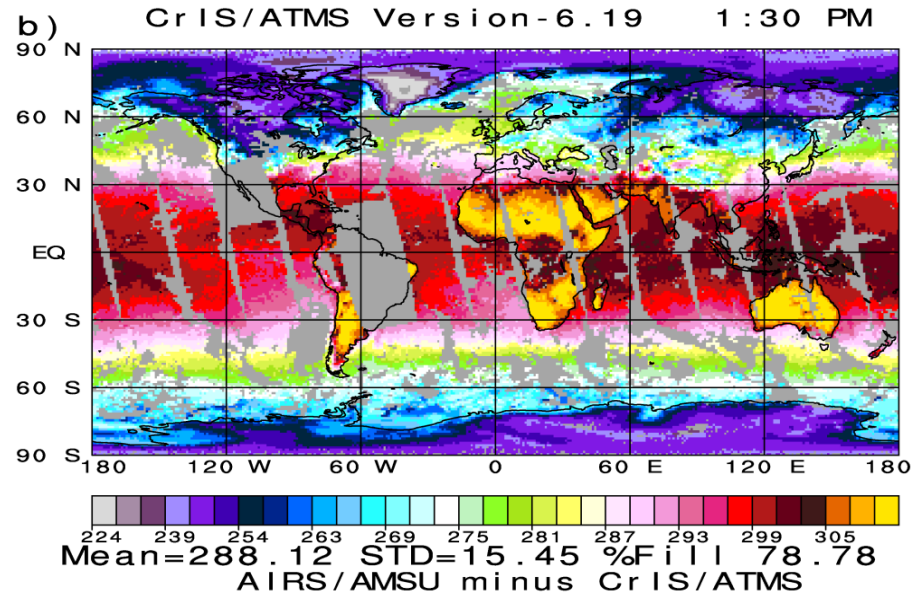 b) CrIS/ATMS Version-6.19 1:30 PM
90 N
60 N
30 N
EQ
30 S
60 S
90 S
180 120 W 60 W 0 60 E 120 E 180
224 239 254 263 269 275 281 287 293 299 305
Mean=288.12 STD=15.45 %Fill 78.78
AIRS/AMSU minus CrIS/ATMS